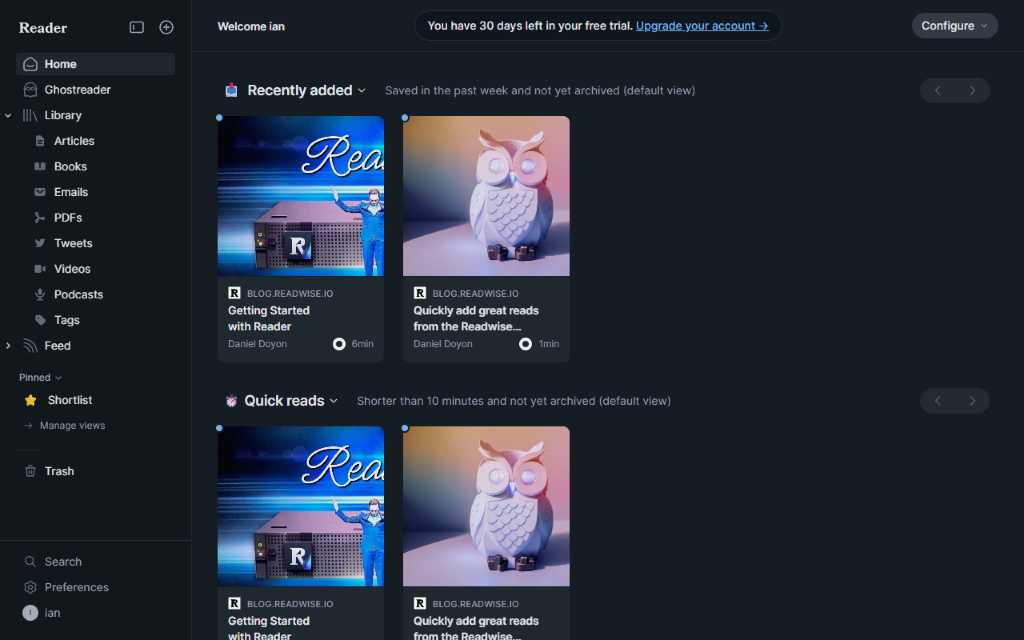 Reader
Home
Ghostreader
Library
Articles
Books
Emails
PDFs
Tweets
Videos
Podcasts
Tags
Feed
Pinned
Shortlist
Manage views
Trash
Search
Preferences
I ian
Welcome ian
You have 30 days left in your free trial. Upgrade your account →
Configure
Recently added
Saved in the past week and not yet archived (default view)
Rea
R
R BLOG.READWISE.IO
Getting Started
with Reader
Daniel Doyon 6min
R BLOG.READWISE.IO
Quickly add great reads
from the Readwise...
Daniel Doyon 1min
Quick reads
Shorter than 10 minutes and not yet archived (default view)
Rea
R
R BLOG.READWISE.IO
Getting Started
with Reader
R BLOG.READWISE.IO
Quickly add great reads
from the Readwise...